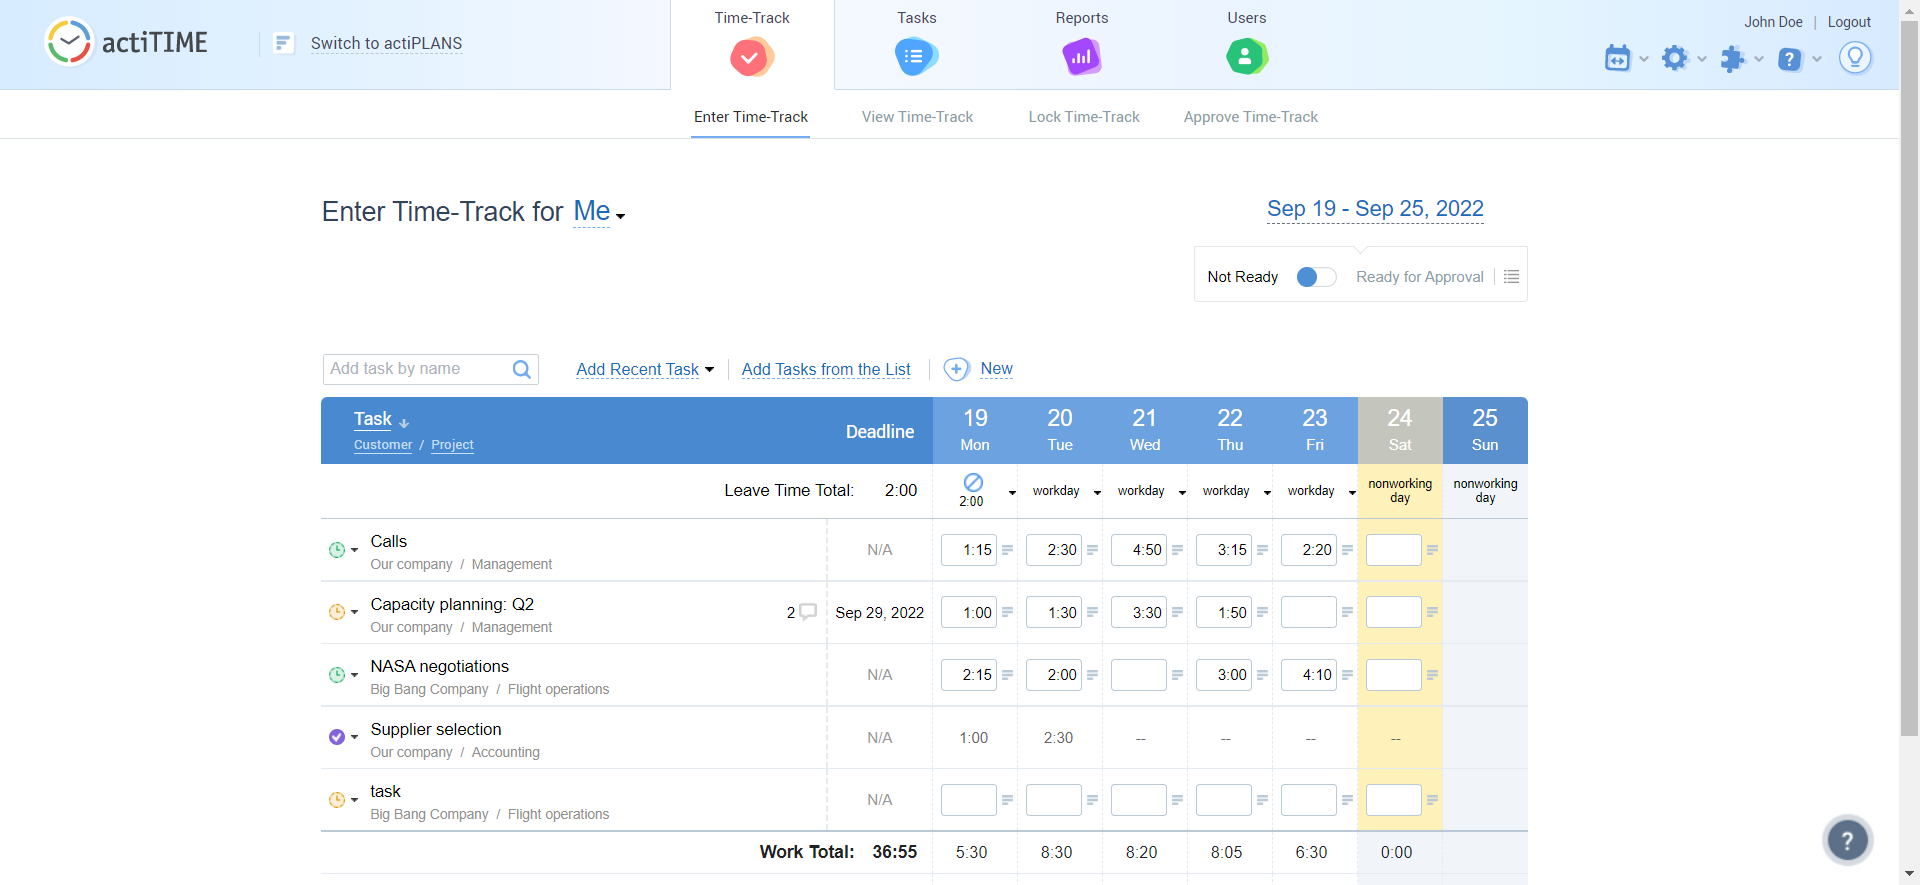 actiTIME
Switch to actiPLANS
Time-Track
Tasks
Reports
Users
John Doe | Logout
Enter Time-Track
View Time-Track
Lock Time-Track
Approve Time-Track
Enter Time-Track for Me
Sep 19 - Sep 25, 2022
Not Ready
Ready for Approval
Add task by name
Add Recent Task
Add Tasks from the List
New
Task Deadline 19 20 21 22 23 24 25
Customer / Project Mon Tue Wed Thu Fri Sat Sun
Leave Time Total: 2:00 2:00 workday workday workday workday nonworking day nonworking day
Calls N/A 1:15 2:30 4:50 3:15 2:20
Our company / Management
Capacity planning: Q2 2 Sep 29, 2022 1:00 1:30 3:30 1:50
Our company / Management
NASA negotiations N/A 2:15 2:00 3:00 4:10
Big Bang Company / Flight operations
Supplier selection N/A 1:00 2:30 -- -- -- --
Our company / Accounting
task N/A
Big Bang Company / Flight operations
Work Total: 36:55 5:30 8:30 8:20 8:05 6:30 0:00
?